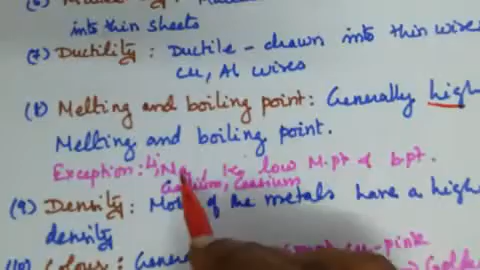 into thin sheets
(7) Ductility : Ductile - drawn into thin wires
cu, Al wires
(8) Melting and boiling point : Generally high
Melting and boiling point.
Exception : Li Na K low M.pt & b.pt.
Gallium, Caesium
(9) Density : Most of the metals have a high
density
(10) Colour :